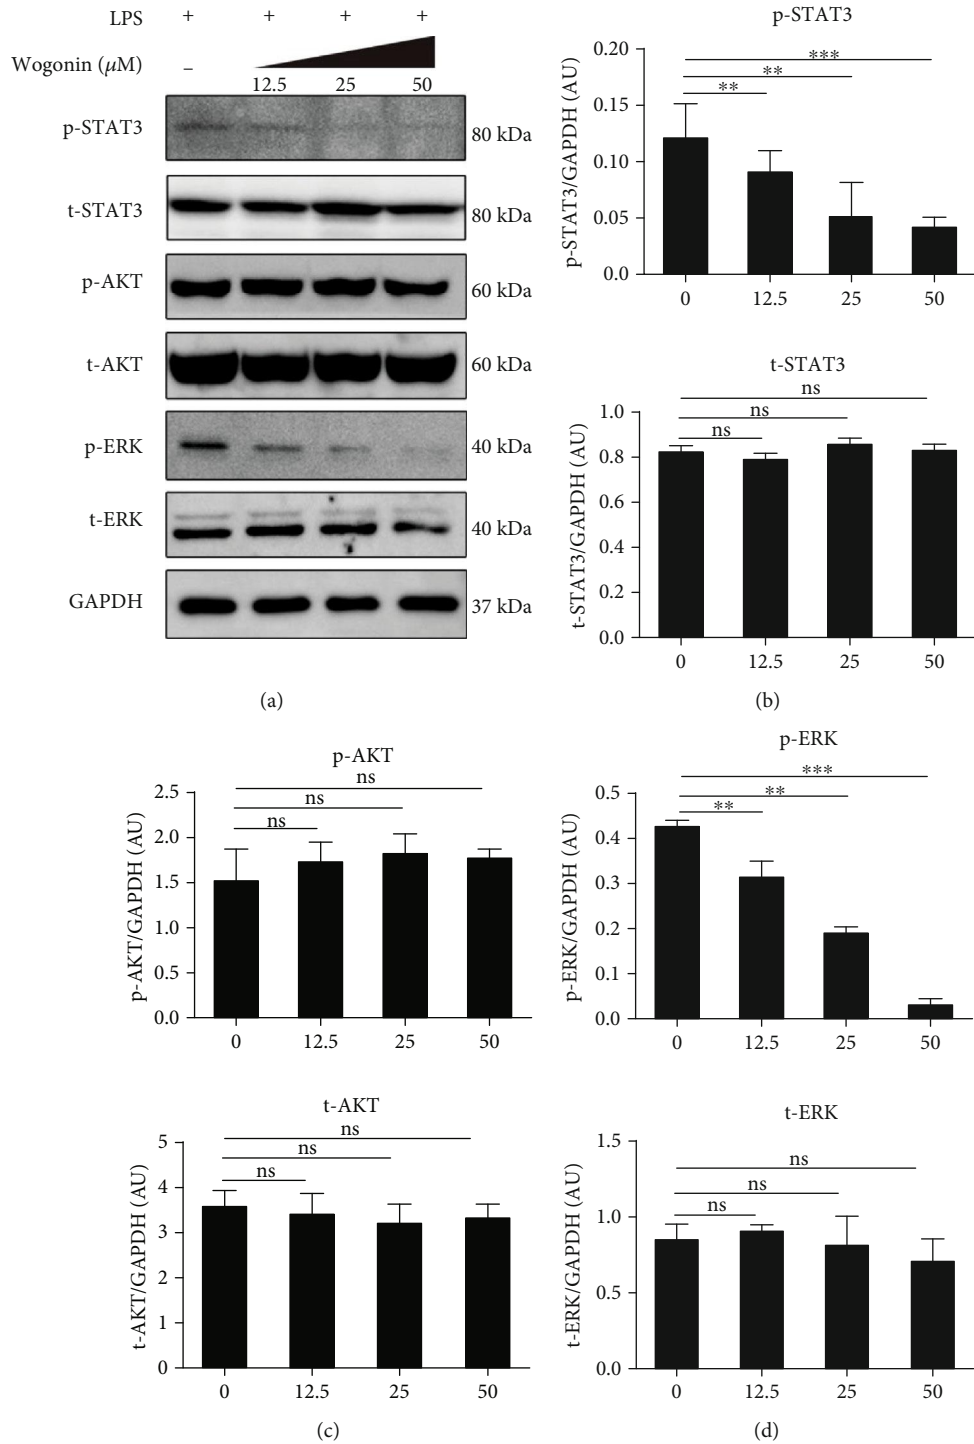 LPS + + + +
Wogonin (μM) –
12.5 25 50
p-STAT3 80 kDa
t-STAT3 80 kDa
p-AKT 60 kDa
t-AKT 60 kDa
p-ERK 40 kDa
t-ERK 40 kDa
GAPDH 37 kDa
(a)
p-STAT3
p-STAT3/GAPDH (AU)
0.20
0.15
0.10
0.05
0.0
***
**
**
0 12.5 25 50
t-STAT3
t-STAT3/GAPDH (AU)
1.0
0.8
0.6
0.4
0.2
0.0
ns
ns
ns
0 12.5 25 50
(b)
p-AKT
p-AKT/GAPDH (AU)
2.5
2.0
1.5
1.0
0.5
0.0
ns
ns
ns
0 12.5 25 50
t-AKT
t-AKT/GAPDH (AU)
5
4
3
2
1
0
ns
ns
ns
0 12.5 25 50
(c)
p-ERK
p-ERK/GAPDH (AU)
0.5
0.4
0.3
0.2
0.1
0.0
***
**
**
0 12.5 25 50
t-ERK
t-ERK/GAPDH (AU)
1.5
1.0
0.5
0.0
ns
ns
ns
0 12.5 25 50
(d)